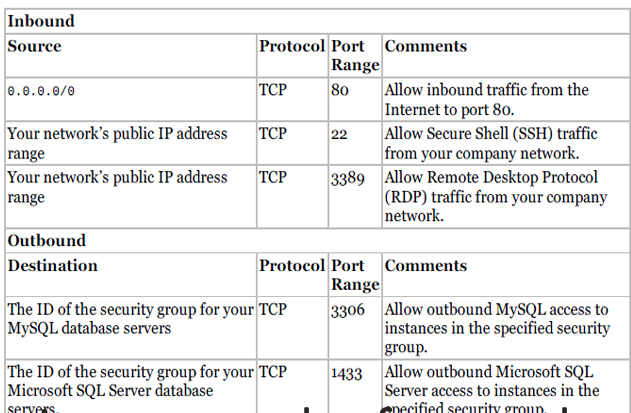 Inbound
Source Protocol Port Range Comments
0.0.0.0/0 TCP 80 Allow inbound traffic from the
Internet to port 80.
Your network’s public IP address range TCP 22 Allow Secure Shell (SSH) traffic
from your company network.
Your network’s public IP address range TCP 3389 Allow Remote Desktop Protocol
(RDP) traffic from your company
network.
Outbound
Destination Protocol Port Range Comments
The ID of the security group for your TCP 3306 Allow outbound MySQL access to
MySQL database servers instances in the specified security
group.
The ID of the security group for your TCP 1433 Allow outbound Microsoft SQL
Microsoft SQL Server database Server access to instances in the
servers. specified security group.